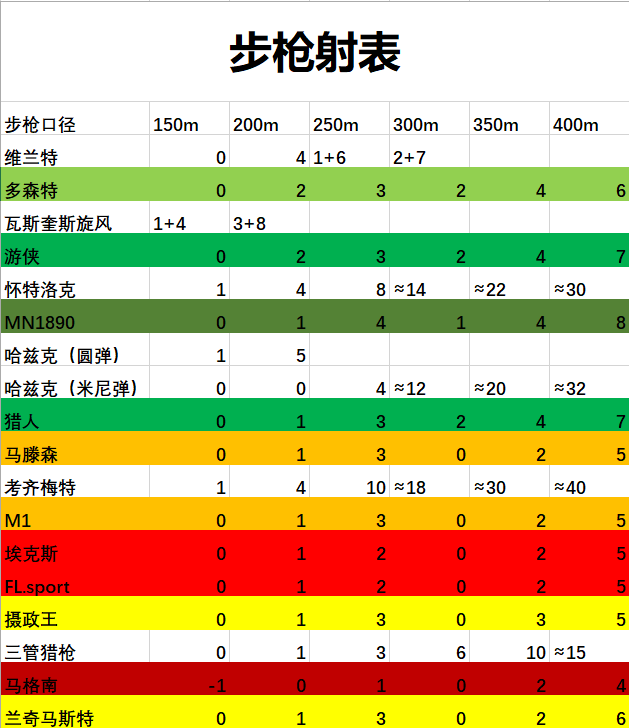 步枪射表
步枪口径 150m 200m 250m 300m 350m 400m
维兰特 0 4 1+6 2+7
多森特 0 2 3 2 4 6
瓦斯奎斯旋风 1+4 3+8
游侠 0 2 3 2 4 7
怀特洛克 1 4 8 ≈14 ≈22 ≈30
MN1890 0 1 4 1 4 8
哈兹克（圆弹） 1 5
哈兹克（米尼弹） 0 0 4 ≈12 ≈20 ≈32
猎人 0 1 3 2 4 7
马滕森 0 1 3 0 2 5
考齐梅特 1 4 10 ≈18 ≈30 ≈40
M1 0 1 3 0 2 5
埃克斯 0 1 2 0 2 5
FL.sport 0 1 2 0 2 5
摄政王 0 1 3 0 3 5
三管猎枪 0 1 3 6 10 ≈15
马格南 -1 0 1 0 2 4
兰奇马斯特 0 1 3 0 2 6